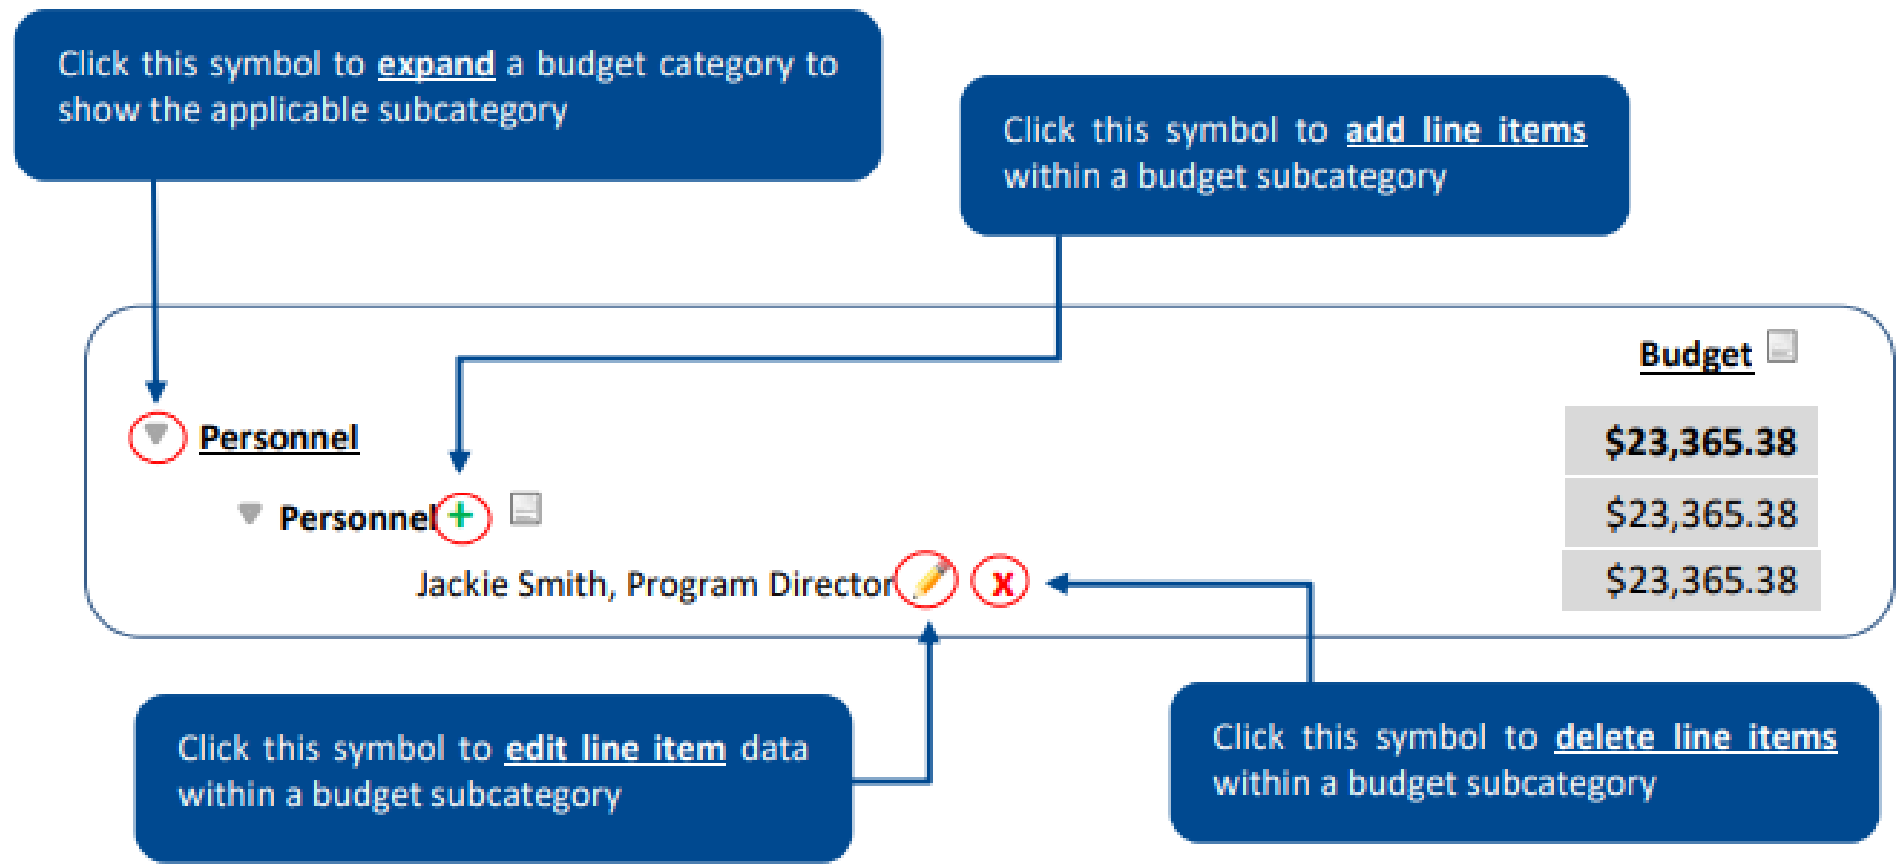 Click this symbol to expand a budget category to
show the applicable subcategory
Click this symbol to add line items
within a budget subcategory
Budget
Personnel
$23,365.38
Personnel +
$23,365.38
Jackie Smith, Program Director x
$23,365.38
Click this symbol to edit line item data
within a budget subcategory
Click this symbol to delete line items
within a budget subcategory